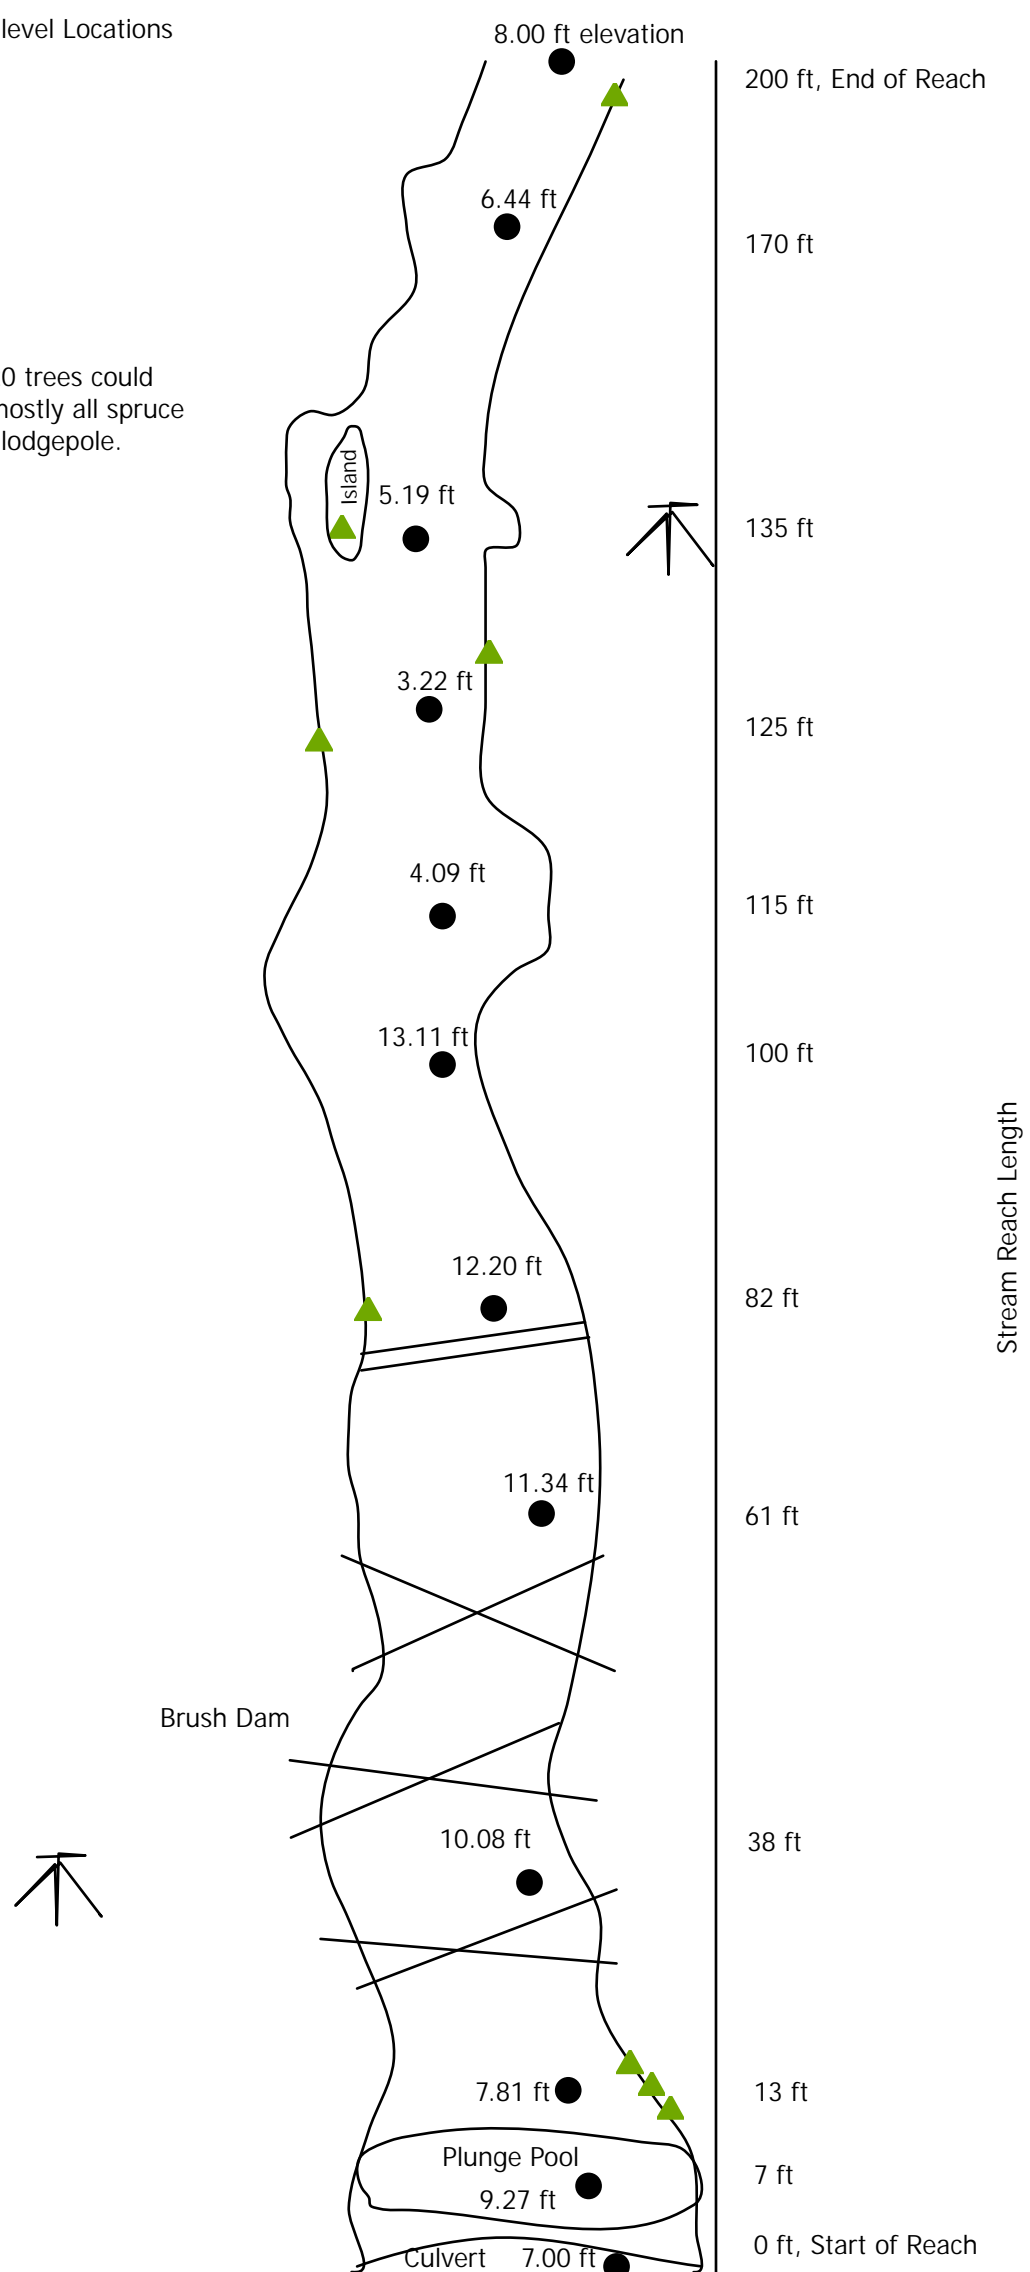 level Locations
8.00 ft elevation
200 ft, End of Reach
6.44 ft
170 ft
0 trees could
mostly all spruce
lodgepole.
Island
5.19 ft
135 ft
3.22 ft
125 ft
4.09 ft
115 ft
13.11 ft
100 ft
Stream Reach Length
12.20 ft
82 ft
11.34 ft
61 ft
Brush Dam
10.08 ft
38 ft
7.81 ft
13 ft
Plunge Pool
7 ft
9.27 ft
0 ft, Start of Reach
Culvert
7.00 ft